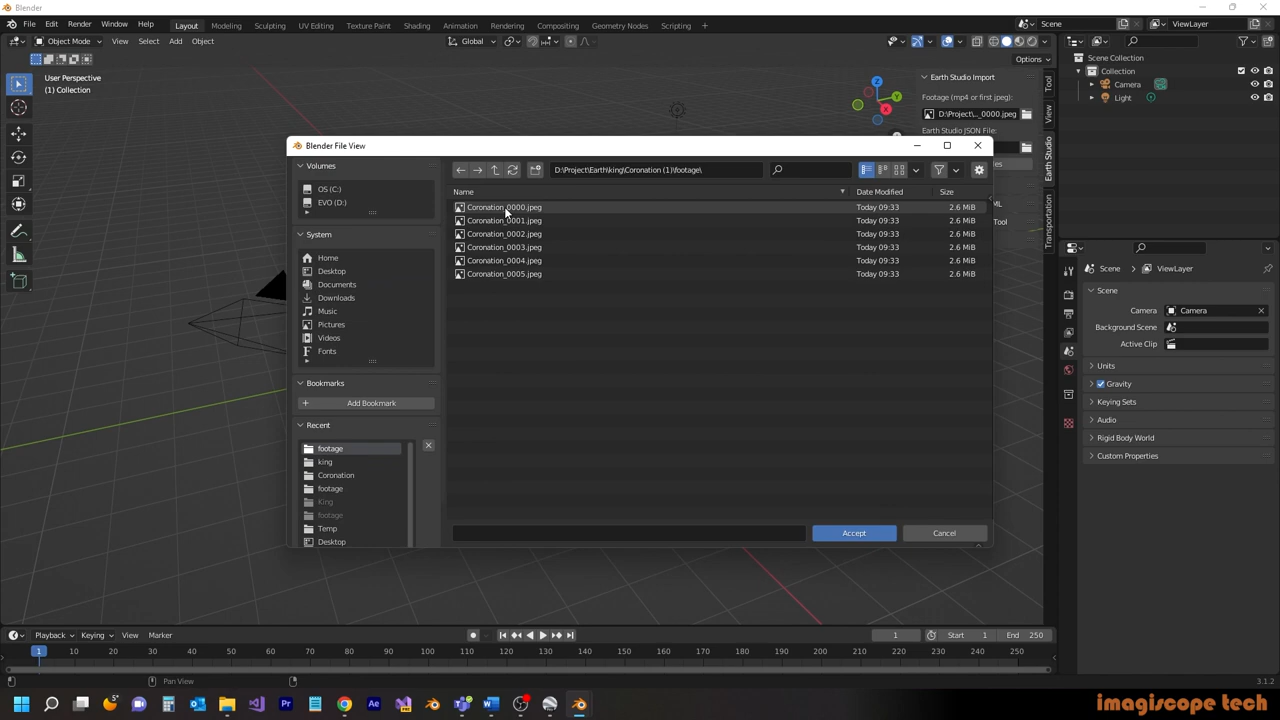 Blender
File Edit Render Window Help Layout Modeling Sculpting UV Editing Texture Paint Shading Animation Rendering Compositing Geometry Nodes Scripting + Scene ViewLayer
Object Mode View Select Add Object Global
Options
User Perspective
(1) Collection
Z
Y
X
Earth Studio Import
Footage (mp4 or first jpeg):
D:\Project\..._0000.jpeg
Earth Studio JSON File:
Tool
View
Earth Studio
Transportation
Scene Collection
Collection
Camera
Light
Blender File View
Volumes
OS (C:)
EVO (D:)
System
Home
Desktop
Documents
Downloads
Music
Pictures
Videos
Fonts
Bookmarks
+ Add Bookmark
Recent
footage
king
Coronation
footage
King
footage
Temp
Desktop
D:\Project\Earth\king\Coronation (1)\footage\
Name Date Modified Size
Coronation_0000.jpeg Today 09:33 2.6 MiB
Coronation_0001.jpeg Today 09:33 2.6 MiB
Coronation_0002.jpeg Today 09:33 2.6 MiB
Coronation_0003.jpeg Today 09:33 2.6 MiB
Coronation_0004.jpeg Today 09:33 2.6 MiB
Coronation_0005.jpeg Today 09:33 2.6 MiB
Accept Cancel
les
ML
Tool
Scene ViewLayer
Scene
Camera Camera
Background Scene
Active Clip
Units
Gravity
Keying Sets
Audio
Rigid Body World
Custom Properties
Playback Keying View Marker 1 Start 1 End 250
1 10 20 30 40 50 60 70 80 90 100 110 120 130 140 150 160 170 180 190 200 210 220 230 240 250
Pan View 3.1.2
imagiscope tech